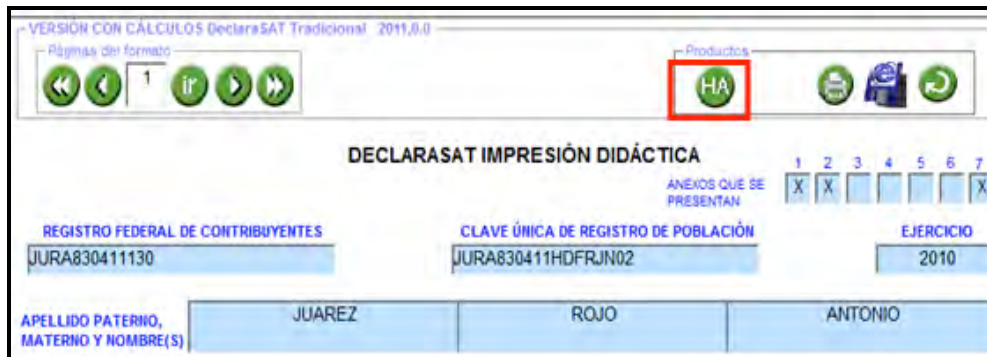 VERSIÓN CON CÁLCULOS DeclaraSAT Tradicional 2011,0.0
Páginas del formato
Productos
1 ir HA
DECLARASAT IMPRESIÓN DIDÁCTICA
1 2 3 4 5 6 7
ANEXOS QUE SE PRESENTAN X X X
REGISTRO FEDERAL DE CONTRIBUYENTES CLAVE ÚNICA DE REGISTRO DE POBLACIÓN EJERCICIO
JURA830411130 JURA830411HDFRJN02 2010
APELLIDO PATERNO, MATERNO Y NOMBRE(S) JUAREZ ROJO ANTONIO